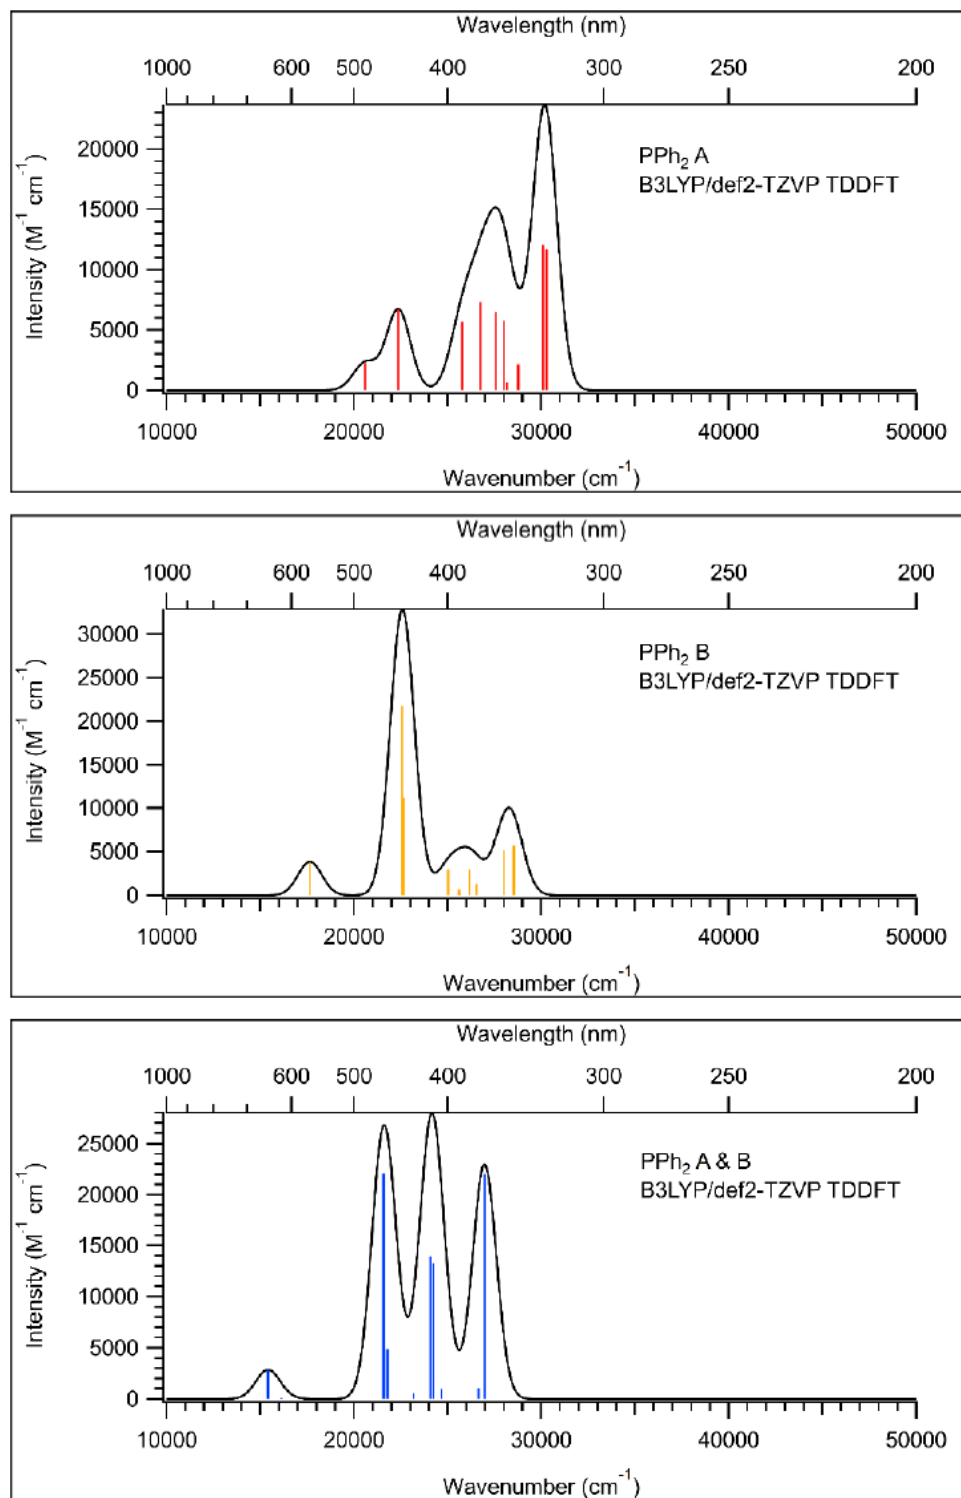 Wavelength (nm)
1000 600 500 400 300 250 200
Intensity (M⁻¹ cm⁻¹)
PPh₂ A
B3LYP/def2-TZVP TDDFT
20000
15000
10000
5000
0
10000 20000 30000 40000 50000
Wavenumber (cm⁻¹)
Wavelength (nm)
1000 600 500 400 300 250 200
Intensity (M⁻¹ cm⁻¹)
PPh₂ B
B3LYP/def2-TZVP TDDFT
30000
25000
20000
15000
10000
5000
0
10000 20000 30000 40000 50000
Wavenumber (cm⁻¹)
Wavelength (nm)
1000 600 500 400 300 250 200
Intensity (M⁻¹ cm⁻¹)
PPh₂ A & B
B3LYP/def2-TZVP TDDFT
25000
20000
15000
10000
5000
0
10000 20000 30000 40000 50000
Wavenumber (cm⁻¹)